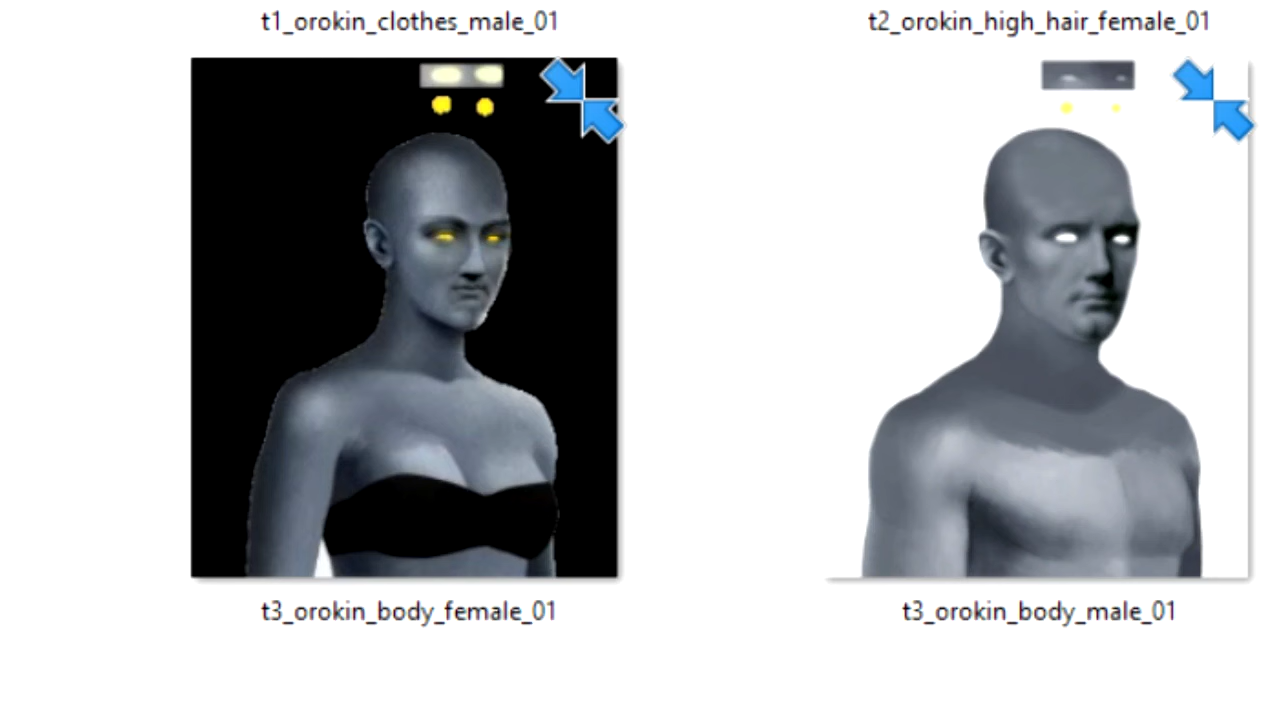 t1_orokin_clothes_male_01
t2_orokin_high_hair_female_01
t3_orokin_body_female_01
t3_orokin_body_male_01